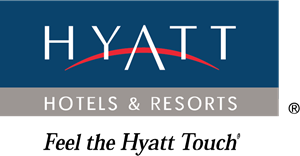 HYATT
HOTELS & RESORTS
®
Feel the Hyatt Touch®